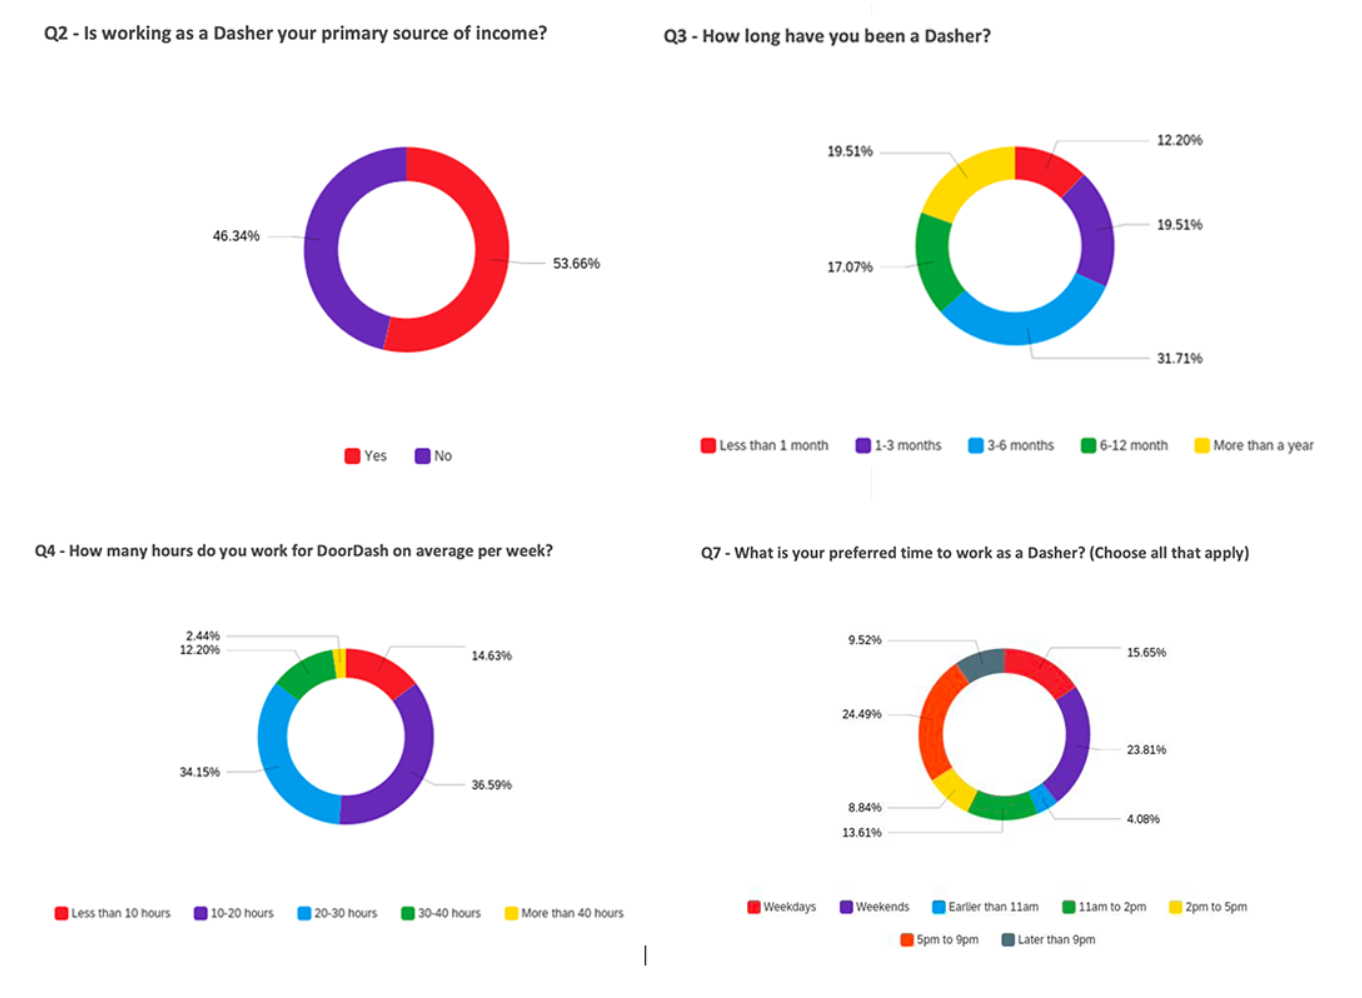 Q2 - Is working as a Dasher your primary source of income?
46.34%
53.66%
Yes No
Q3 - How long have you been a Dasher?
19.51%
12.20%
19.51%
17.07%
31.71%
Less than 1 month 1-3 months 3-6 months 6-12 month More than a year
Q4 - How many hours do you work for DoorDash on average per week?
2.44%
12.20%
14.63%
34.15%
36.59%
Less than 10 hours 10-20 hours 20-30 hours 30-40 hours More than 40 hours
Q7 - What is your preferred time to work as a Dasher? (Choose all that apply)
9.52%
15.65%
24.49%
23.81%
8.84%
4.08%
13.61%
Weekdays Weekends Earlier than 11am 11am to 2pm 2pm to 5pm
5pm to 9pm Later than 9pm